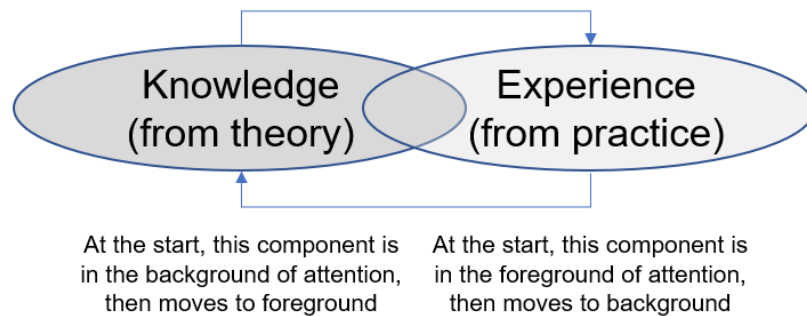 Knowledge
(from theory)
Experience
(from practice)
At the start, this component is
in the background of attention,
then moves to foreground
At the start, this component is
in the foreground of attention,
then moves to background